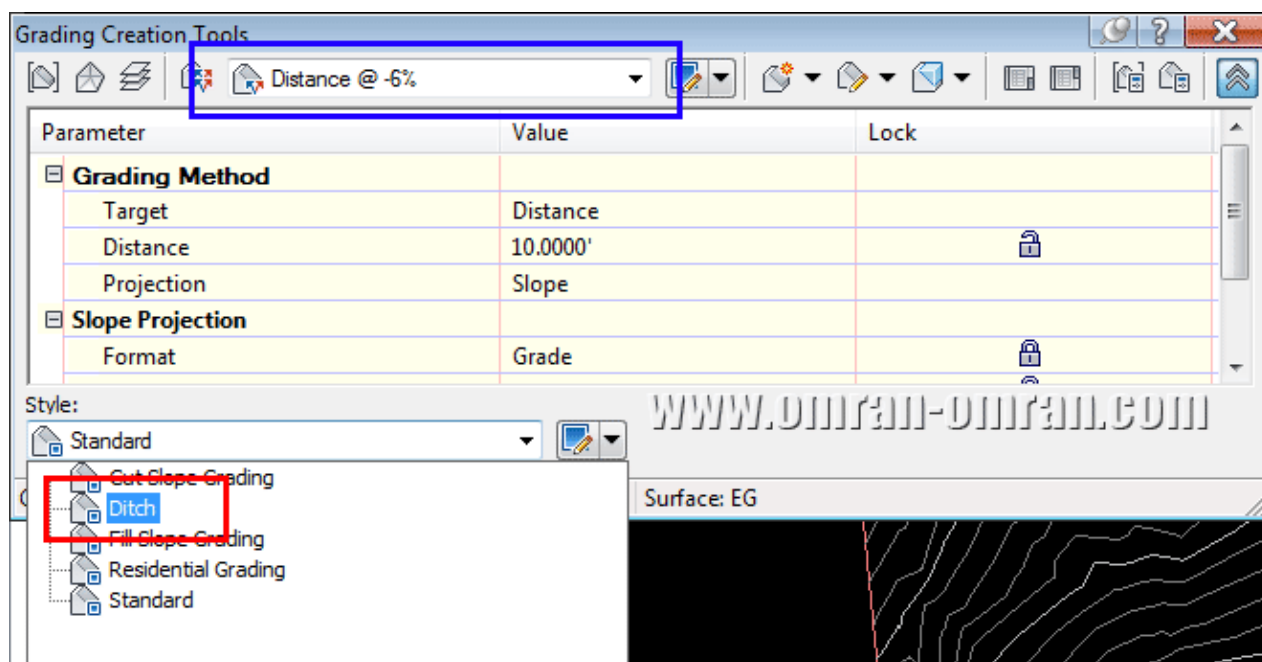 Grading Creation Tools
Distance @ -6%
Parameter Value Lock
Grading Method
Target Distance
Distance 10.0000'
Projection Slope
Slope Projection
Format Grade
www.omran-omran.com
Style:
Standard
Cut Slope Grading
Surface: EG
Ditch
Fill Slope Grading
Residential Grading
Standard